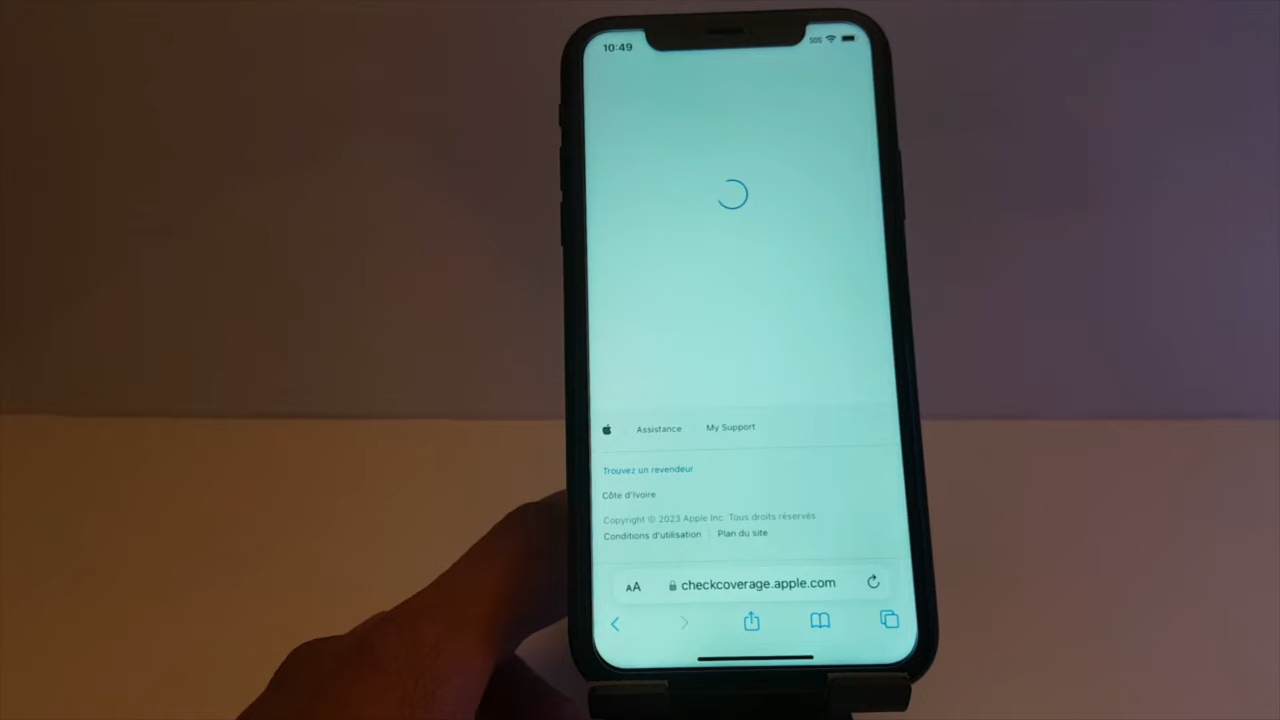 10:49 SOS
Assistance My Support
Trouvez un revendeur
Côte d'Ivoire
Copyright © 2023 Apple Inc. Tous droits réservés
Conditions d'utilisation Plan du site
AA checkcoverage.apple.com